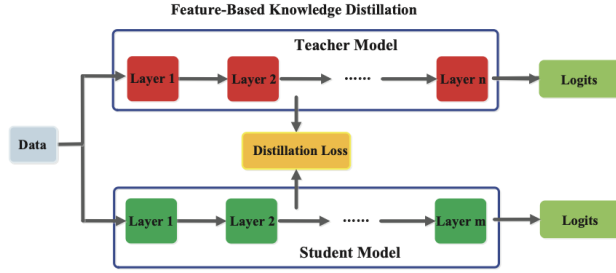 Feature-Based Knowledge Distillation
Teacher Model
Layer 1
Layer 2
......
Layer n
Logits
Data
Distillation Loss
Layer 1
Layer 2
......
Layer m
Logits
Student Model